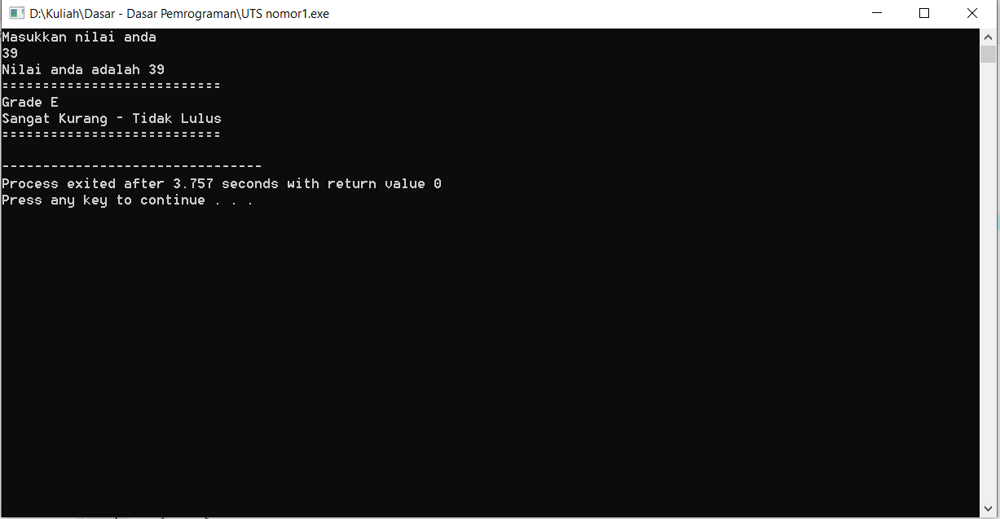 D:\Kuliah\Dasar - Dasar Pemrograman\UTS nomor1.exe
Masukkan nilai anda
39
Nilai anda adalah 39
===========================
Grade E
Sangat Kurang - Tidak Lulus
===========================
--------------------------------
Process exited after 3.757 seconds with return value 0
Press any key to continue . . .